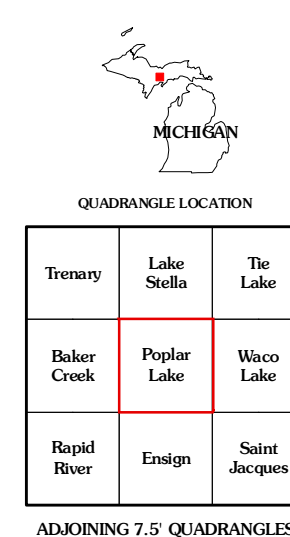 MICHIGAN
QUADRANGLE LOCATION
Trenary
Lake
Stella
Tie
Lake
Baker
Creek
Poplar
Lake
Waco
Lake
Rapid
River
Ensign
Saint
Jacques
ADJOINING 7.5' QUADRANGLES